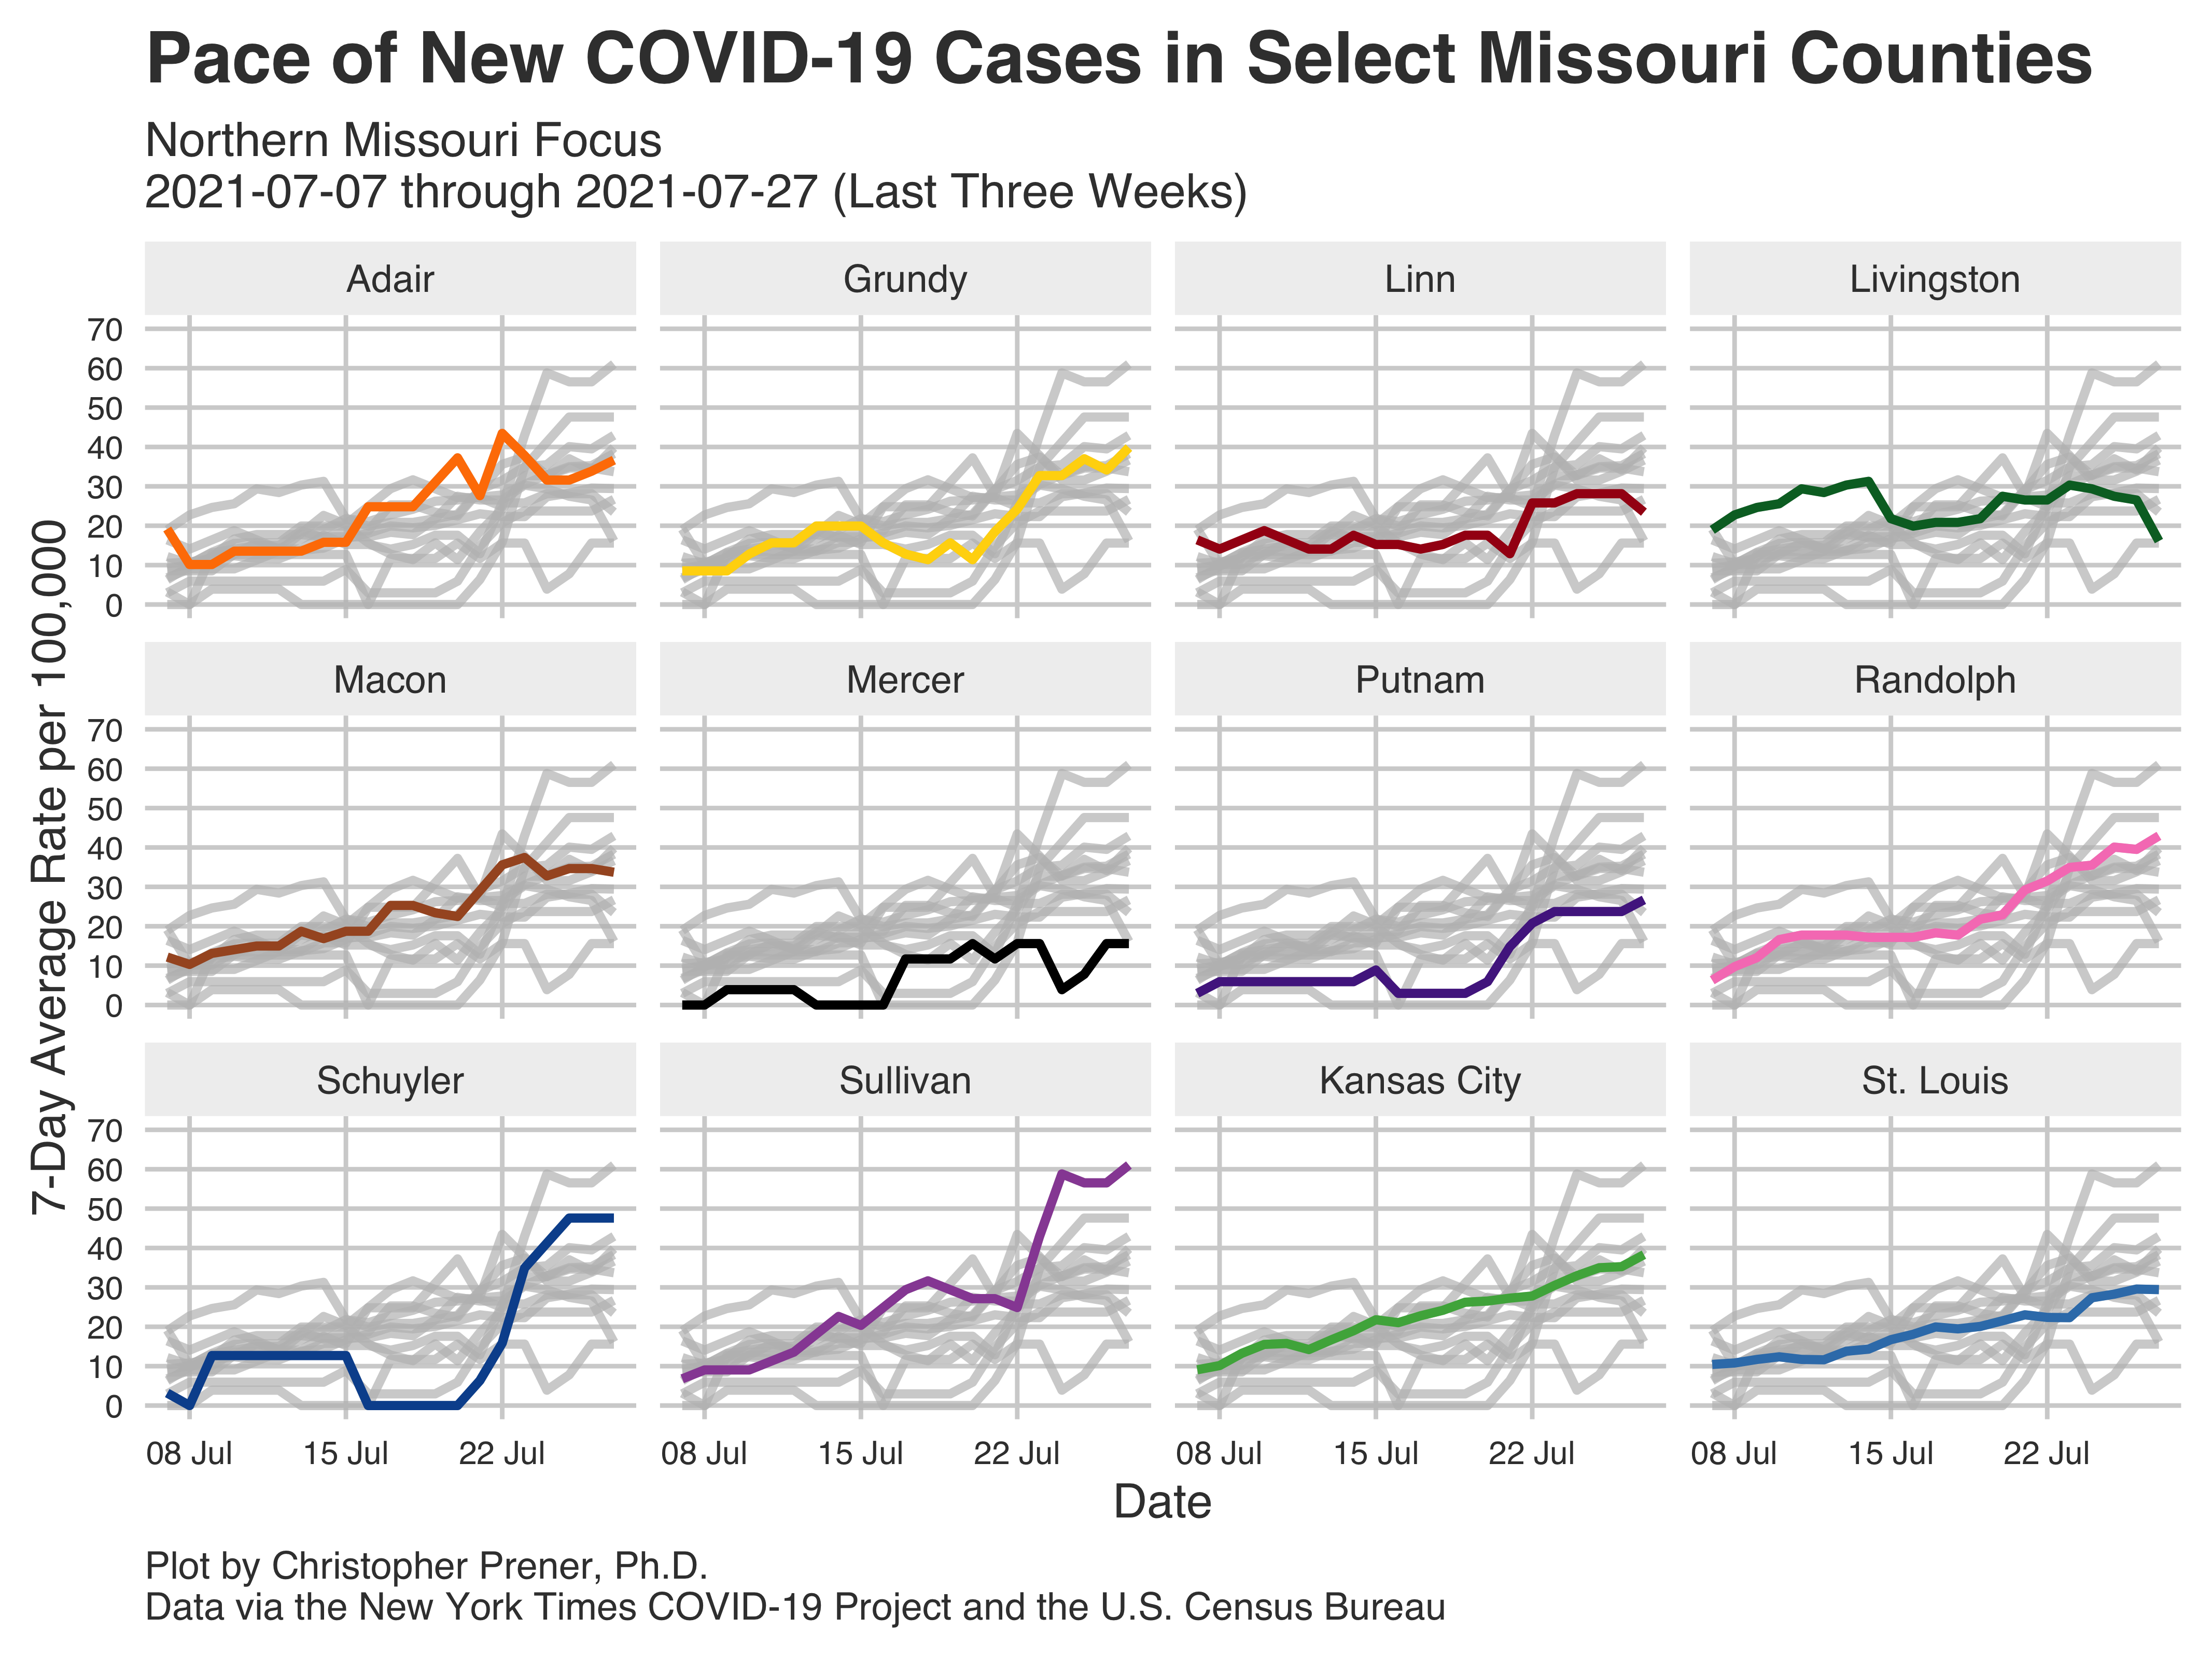 Pace of New COVID-19 Cases in Select Missouri Counties
Northern Missouri Focus
2021-07-07 through 2021-07-27 (Last Three Weeks)
7-Day Average Rate per 100,000
Adair
Grundy
Linn
Livingston
70
60
50
40
30
20
10
0
Macon
Mercer
Putnam
Randolph
70
60
50
40
30
20
10
0
Schuyler
Sullivan
Kansas City
St. Louis
70
60
50
40
30
20
10
0
08 Jul 15 Jul 22 Jul
08 Jul 15 Jul 22 Jul
08 Jul 15 Jul 22 Jul
08 Jul 15 Jul 22 Jul
Date
Plot by Christopher Prener, Ph.D.
Data via the New York Times COVID-19 Project and the U.S. Census Bureau